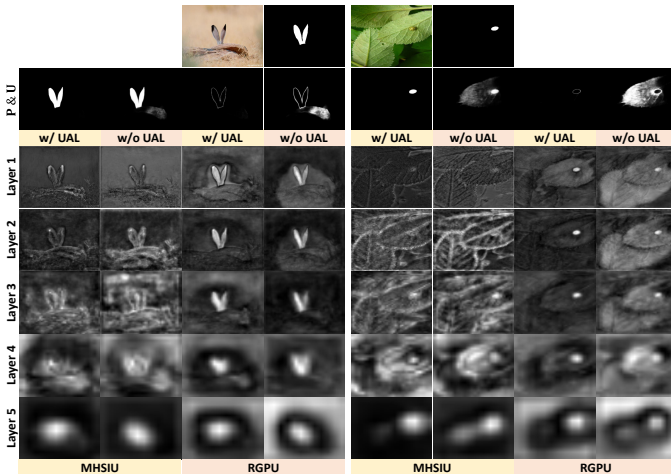 P & U
w/ UAL w/o UAL w/ UAL w/o UAL w/ UAL w/o UAL w/ UAL w/o UAL
Layer 1
Layer 2
Layer 3
Layer 4
Layer 5
MHSIU RGPU MHSIU RGPU